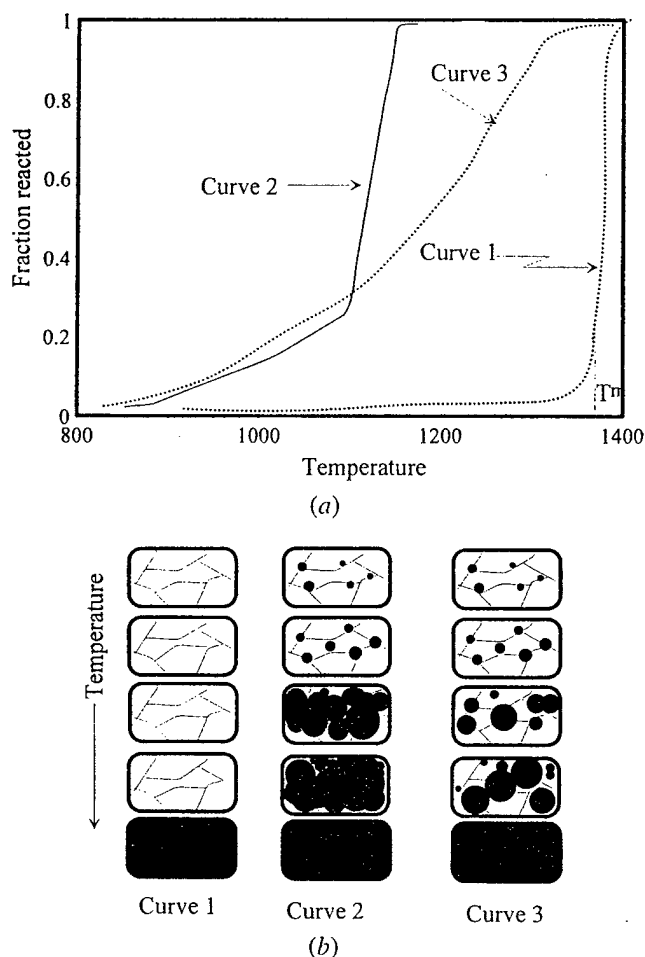 1
0.8
0.6
0.4
0.2
0
Fraction reacted
Curve 3
Curve 2
Curve 1
Tm
800
1000
1200
1400
Temperature
(a)
Temperature
Curve 1
Curve 2
Curve 3
(b)